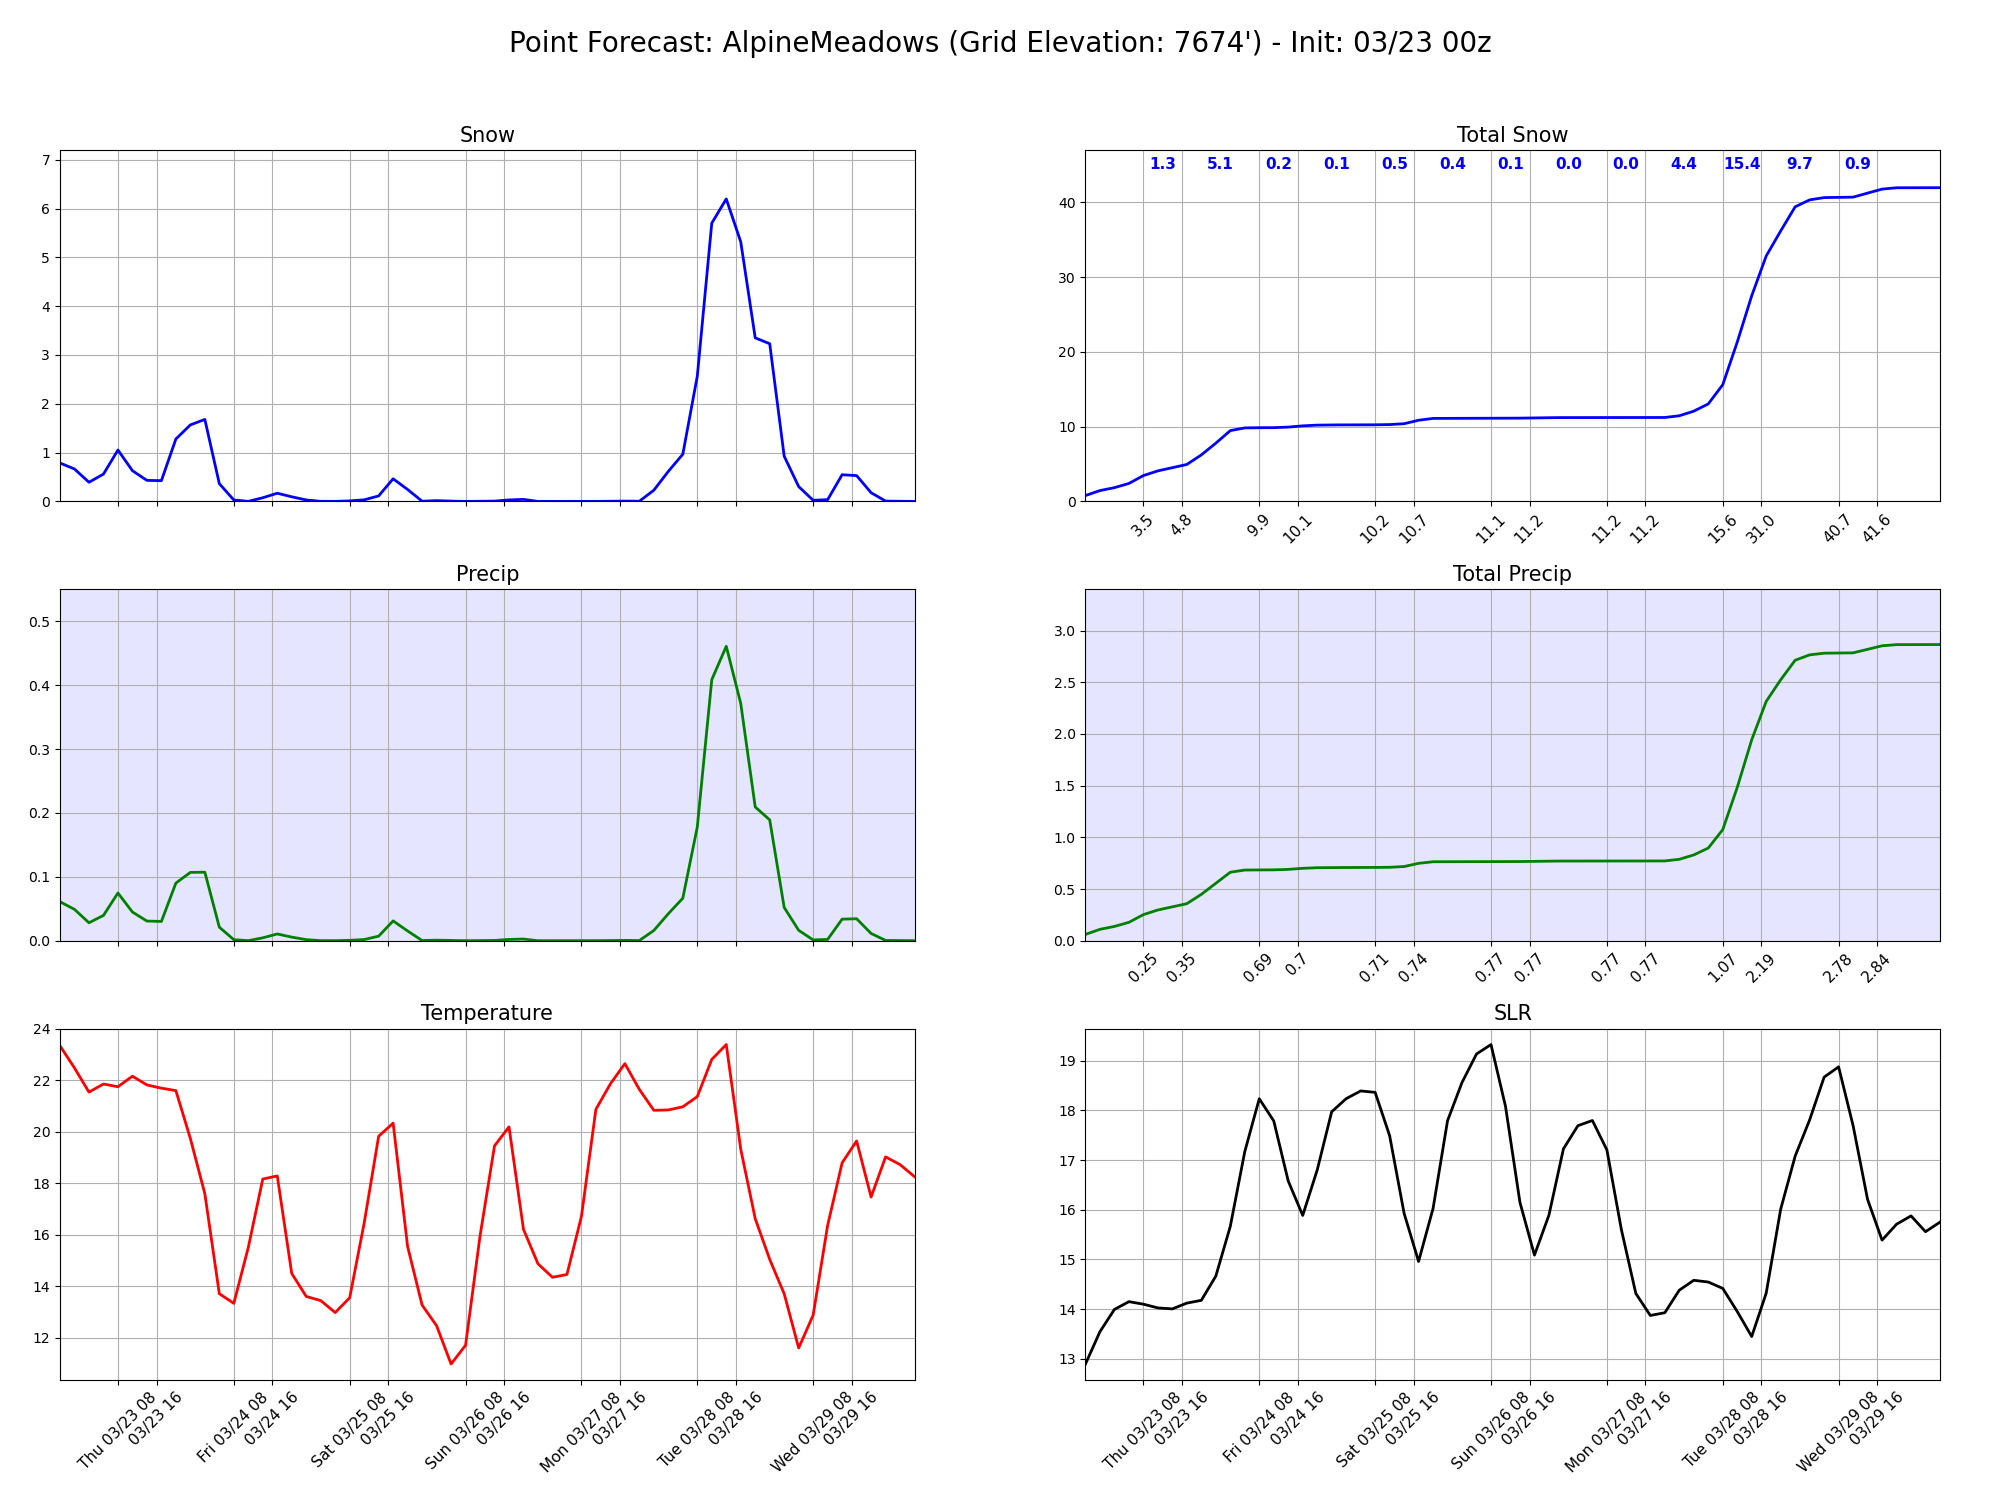 Point Forecast: AlpineMeadows (Grid Elevation: 7674') - Init: 03/23 00z
Snow
7
6
5
4
3
2
1
0
Total Snow
1.3 5.1 0.2 0.1 0.5 0.4 0.1 0.0 0.0 4.4 15.4 9.7 0.9
40
30
20
10
0
3.5 4.8 9.9 10.1 10.2 10.7 11.1 11.2 11.2 11.2 15.6 31.0 40.7 41.6
Precip
0.5
0.4
0.3
0.2
0.1
0.0
Total Precip
3.0
2.5
2.0
1.5
1.0
0.5
0.0
0.25 0.35 0.69 0.7 0.71 0.74 0.77 0.77 0.77 0.77 1.07 2.19 2.78 2.84
Temperature
24
22
20
18
16
14
12
Thu 03/23 08
03/23 16
Fri 03/24 08
03/24 16
Sat 03/25 08
03/25 16
Sun 03/26 08
03/26 16
Mon 03/27 08
03/27 16
Tue 03/28 08
03/28 16
Wed 03/29 08
03/29 16
SLR
19
18
17
16
15
14
13
Thu 03/23 08
03/23 16
Fri 03/24 08
03/24 16
Sat 03/25 08
03/25 16
Sun 03/26 08
03/26 16
Mon 03/27 08
03/27 16
Tue 03/28 08
03/28 16
Wed 03/29 08
03/29 16